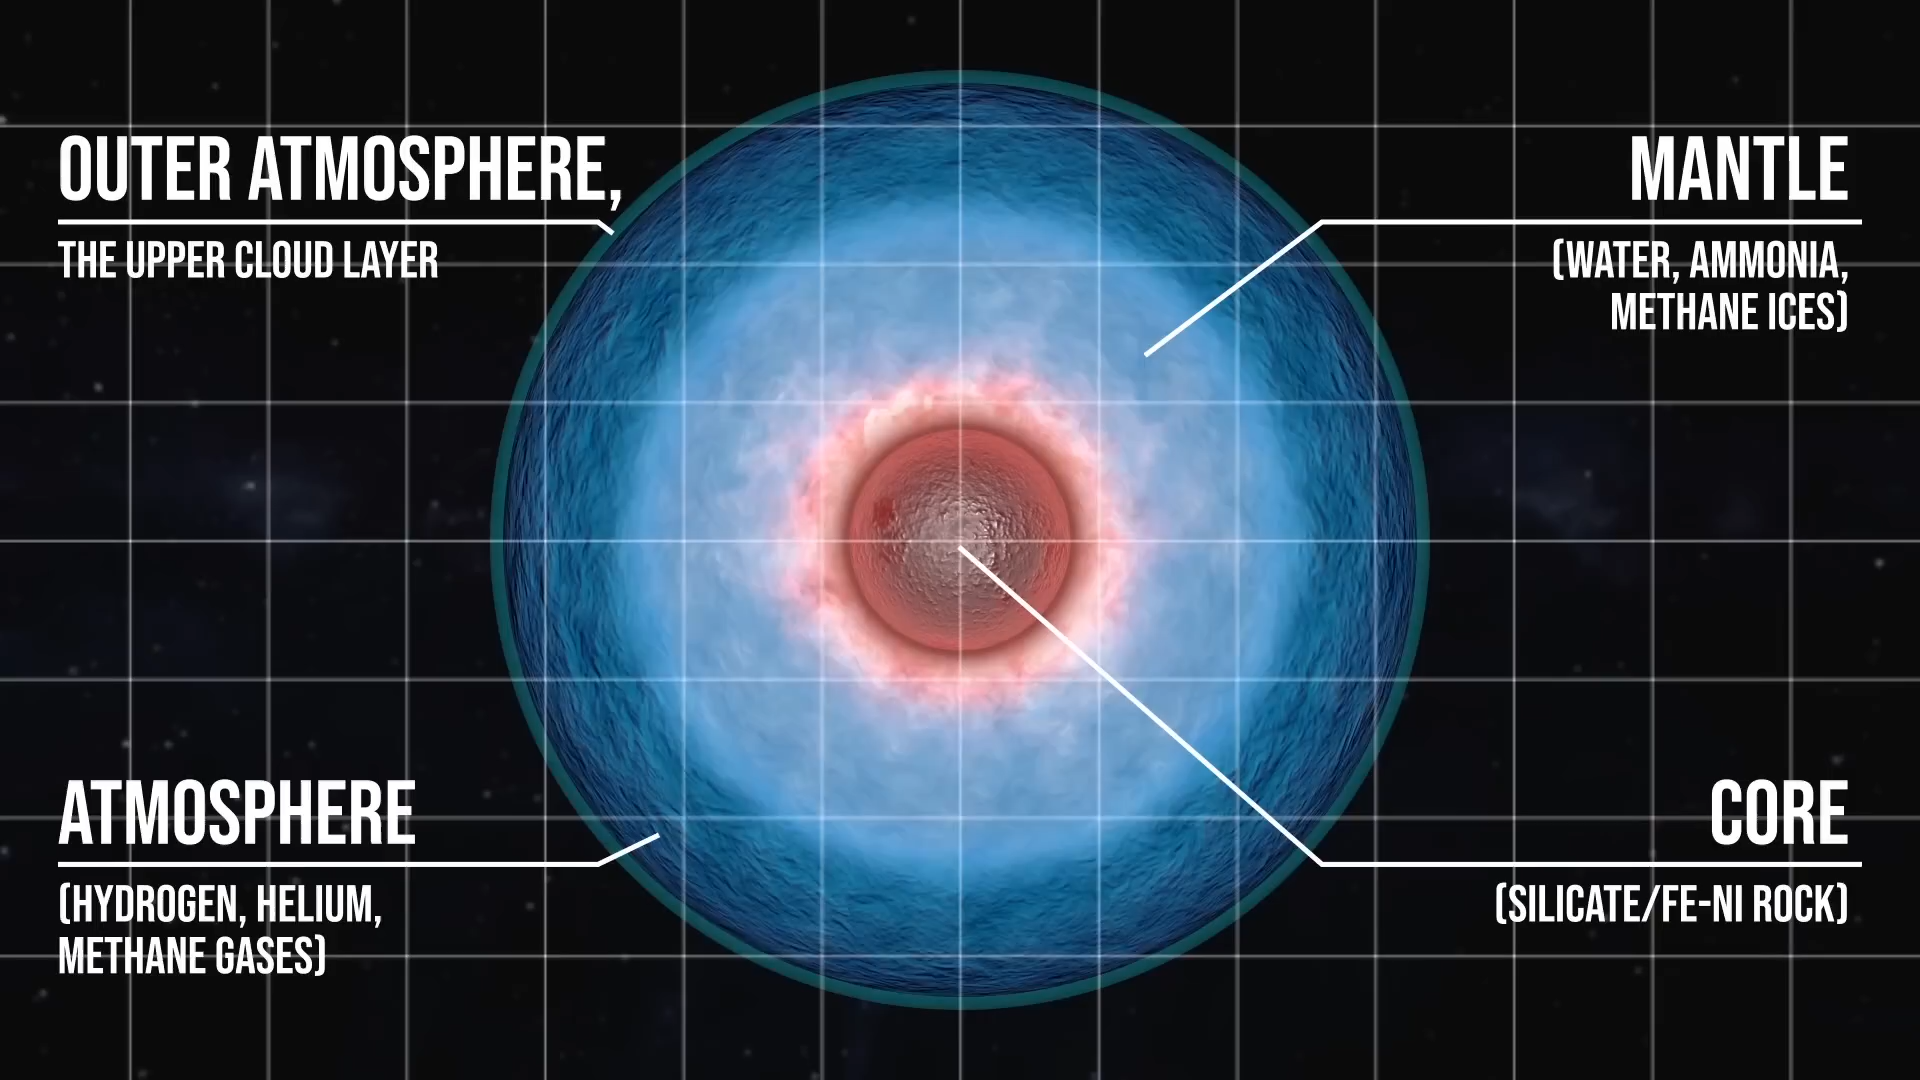 OUTER ATMOSPHERE,
THE UPPER CLOUD LAYER
MANTLE
(WATER, AMMONIA,
METHANE ICES)
ATMOSPHERE
(HYDROGEN, HELIUM,
METHANE GASES)
CORE
(SILICATE/FE-NI ROCK)